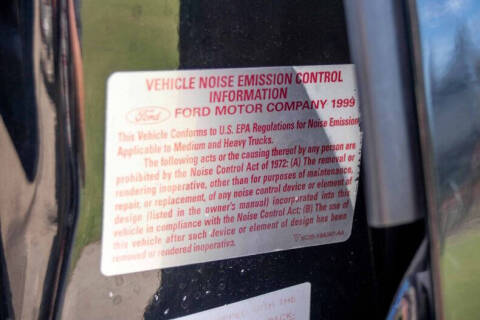 VEHICLE NOISE EMISSION CONTROL
INFORMATION
Ford FORD MOTOR COMPANY 1999
This Vehicle Conforms to U.S. EPA Regulations for Noise Emission
Applicable to Medium and Heavy Trucks.
The following acts or the causing thereof by any person are
prohibited by the Noise Control Act of 1972: (A) The removal or
rendering inoperative, other than for purposes of maintenance,
repair, or replacement, of any noise control device or element of
design (listed in the owner's manual) incorporated into this
vehicle in compliance with the Noise Control Act; (B) The use of
this vehicle after such device or element of design has been
removed or rendered inoperative.
WITH THE